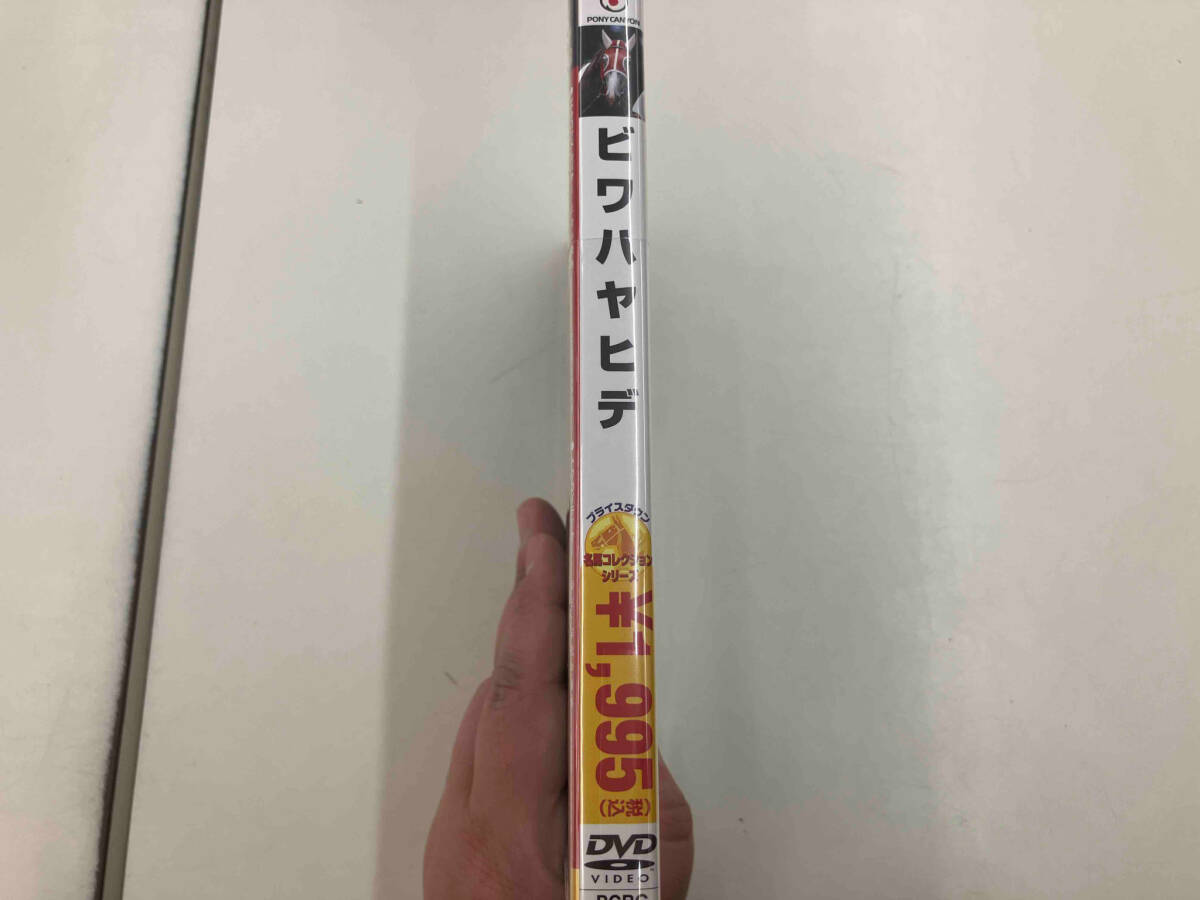 PONY CANYON
ビワハヤヒデ
プライスダウン
名馬コレクション
シリーズ
¥1,995
(税込)
DVD
VIDEO